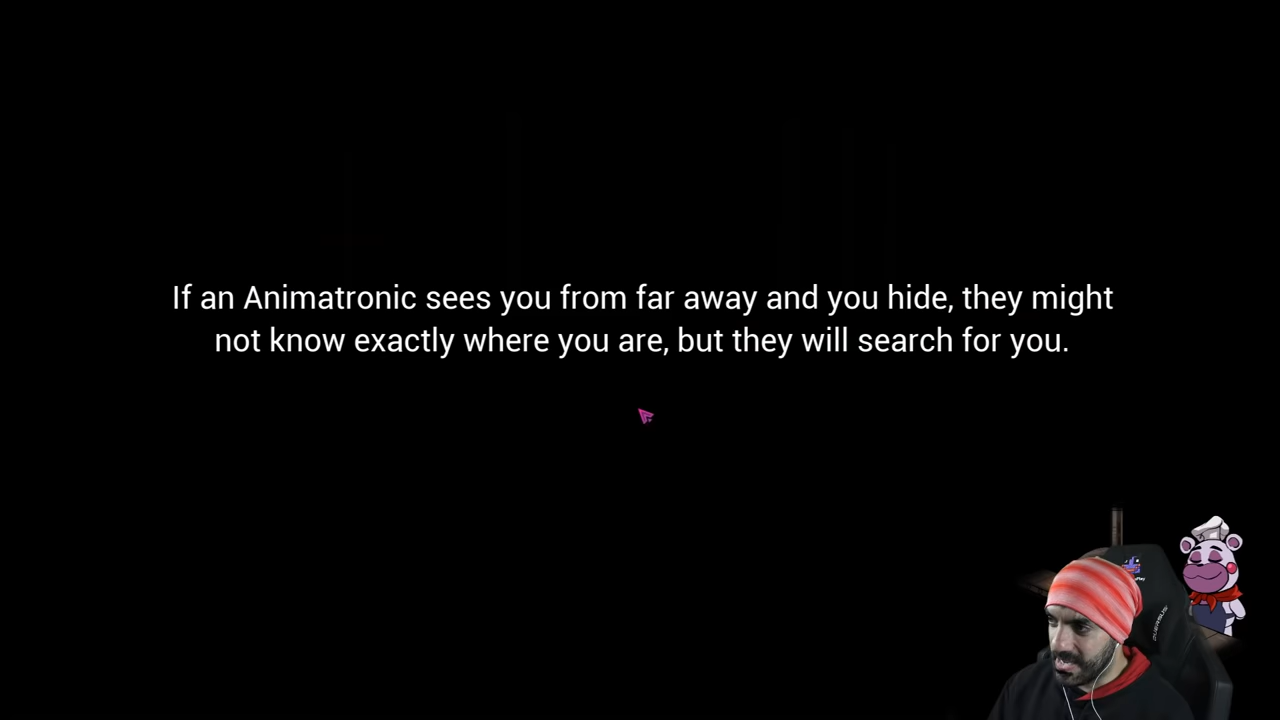 If an Animatronic sees you from far away and you hide, they might
not know exactly where you are, but they will search for you.